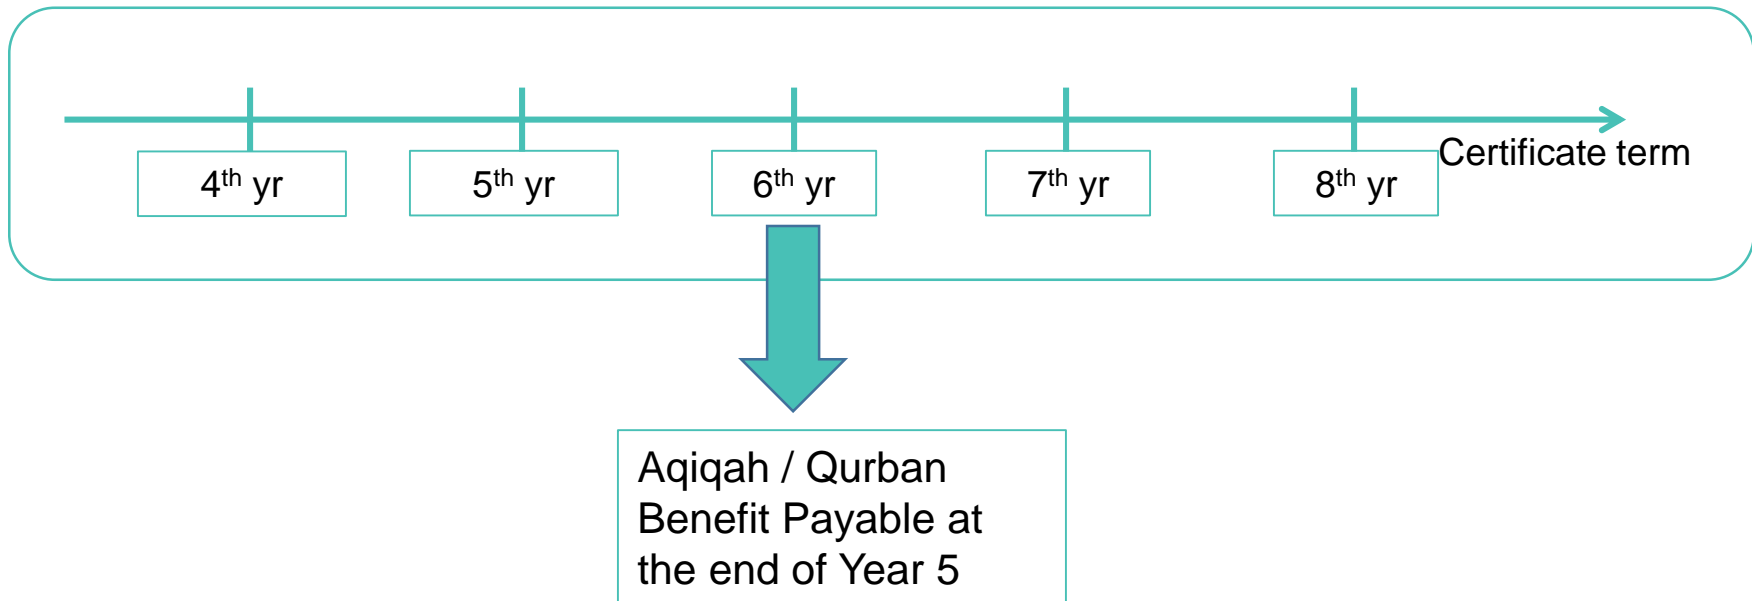 Certificate term
4th yr
5th yr
6th yr
7th yr
8th yr
Aqiqah / Qurban
Benefit Payable at
the end of Year 5